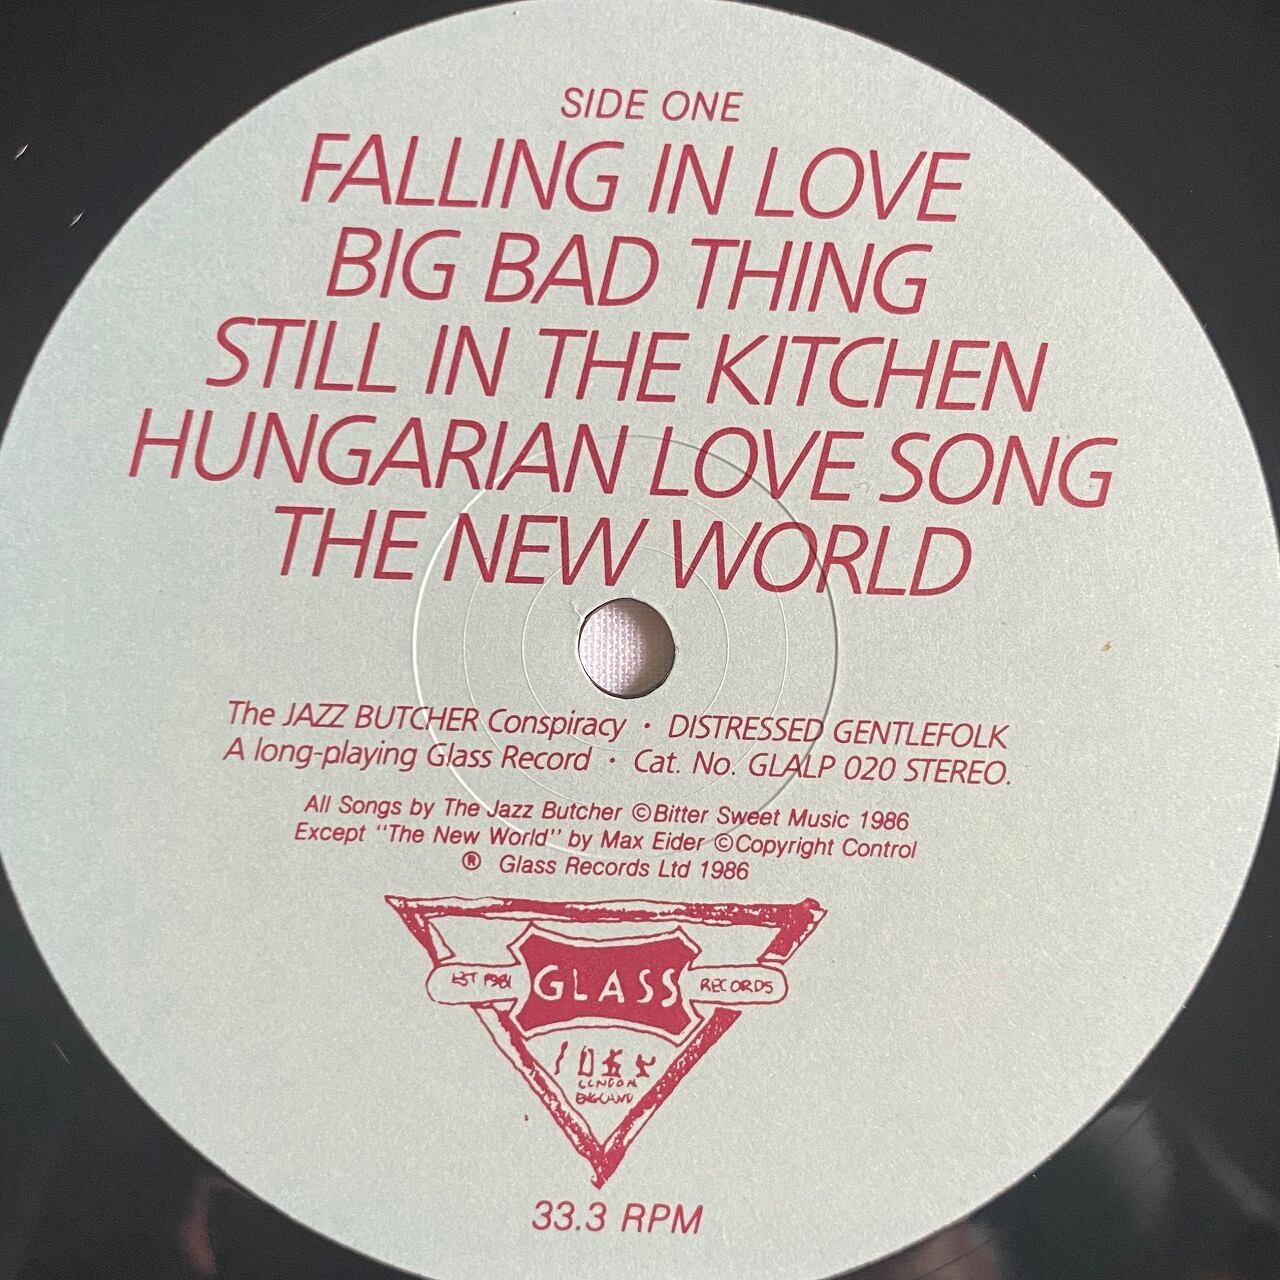 SIDE ONE
FALLING IN LOVE
BIG BAD THING
STILL IN THE KITCHEN
HUNGARIAN LOVE SONG
THE NEW WORLD
The JAZZ BUTCHER Conspiracy · DISTRESSED GENTLEFOLK
A long-playing Glass Record · Cat. No. GLALP 020 STEREO.
All Songs by The Jazz Butcher ©Bitter Sweet Music 1986
Except "The New World" by Max Eider ©Copyright Control
® Glass Records Ltd 1986
EST 1981 GLASS RECORDS
LONDON
ENGLAND
33.3 RPM